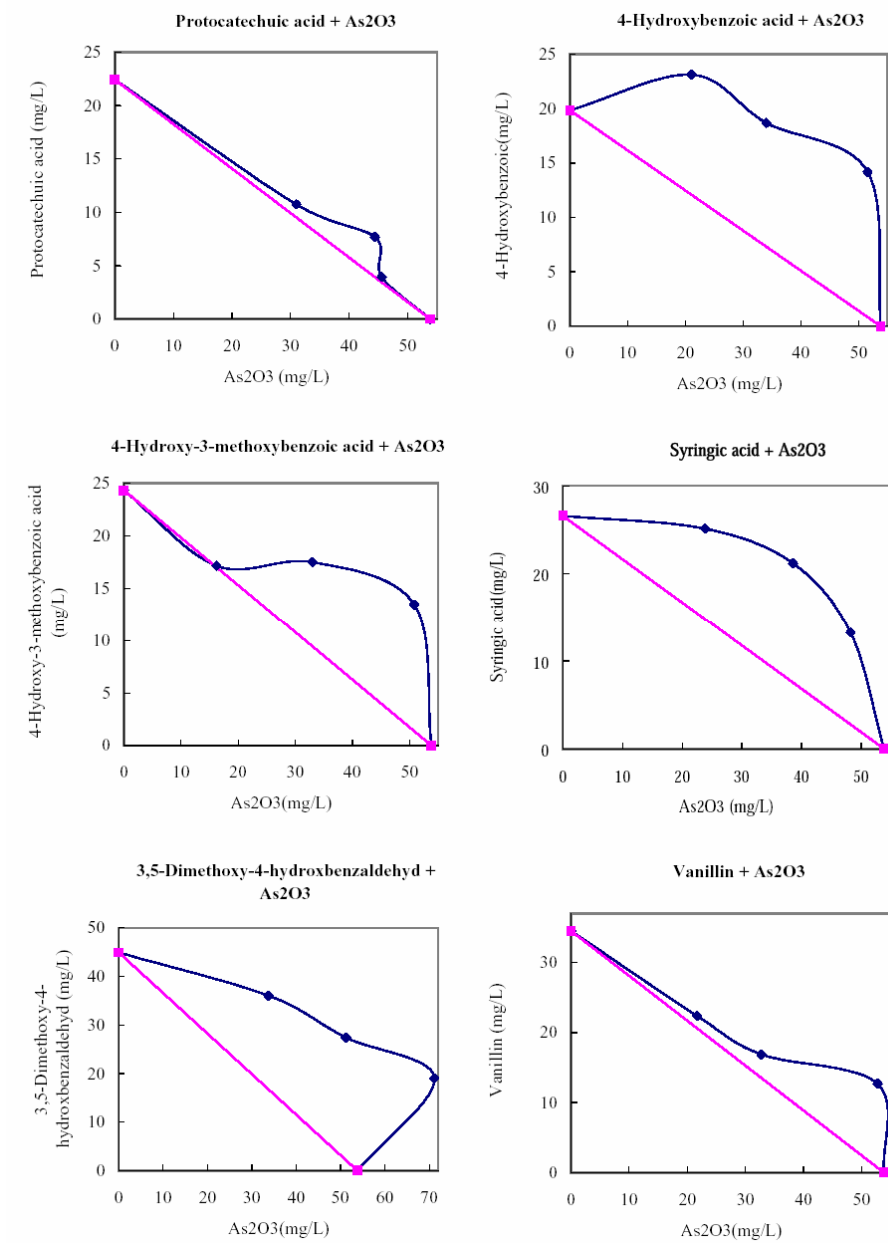 Protocatechuic acid + As2O3
Protocatechuic acid (mg/L)
25
20
15
10
5
0
0 10 20 30 40 50
As2O3 (mg/L)
4-Hydroxybenzoic acid + As2O3
4-Hydroxybenzoic(mg/L)
25
20
15
10
5
0
0 10 20 30 40 50
As2O3 (mg/L)
4-Hydroxy-3-methoxybenzoic acid + As2O3
4-Hydroxy-3-methoxybenzoic acid
(mg/L)
25
20
15
10
5
0
0 10 20 30 40 50
As2O3(mg/L)
Syringic acid + As2O3
Syringic acid(mg/L)
30
20
10
0
0 10 20 30 40 50
As2O3 (mg/L)
3,5-Dimethoxy-4-hydroxbenzaldehyd +
As2O3
3,5-Dimethoxy-4-
hydroxbenzaldehyd (mg/L)
50
40
30
20
10
0
0 10 20 30 40 50 60 70
As2O3(mg/L)
Vanillin + As2O3
Vanillin (mg/L)
30
20
10
0
0 10 20 30 40 50
As2O3(mg/L)